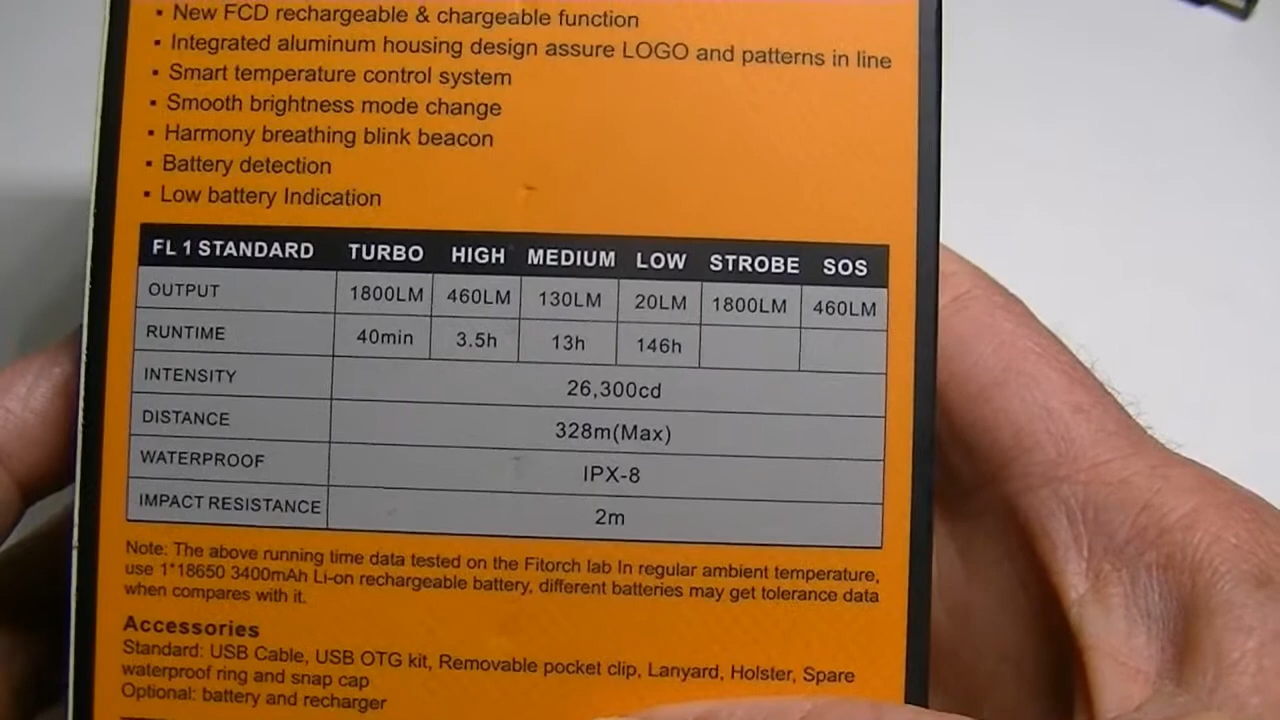 ▪ New FCD rechargeable & chargeable function
▪ Integrated aluminum housing design assure LOGO and patterns in line
▪ Smart temperature control system
▪ Smooth brightness mode change
▪ Harmony breathing blink beacon
▪ Battery detection
▪ Low battery Indication
FL 1 STANDARD TURBO HIGH MEDIUM LOW STROBE SOS
OUTPUT 1800LM 460LM 130LM 20LM 1800LM 460LM
RUNTIME 40min 3.5h 13h 146h
INTENSITY 26,300cd
DISTANCE 328m(Max)
WATERPROOF IPX-8
IMPACT RESISTANCE 2m
Note: The above running time data tested on the Fitorch lab In regular ambient temperature,
use 1*18650 3400mAh Li-on rechargeable battery, different batteries may get tolerance data
when compares with it.
Accessories
Standard: USB Cable, USB OTG kit, Removable pocket clip, Lanyard, Holster, Spare
waterproof ring and snap cap
Optional: battery and recharger